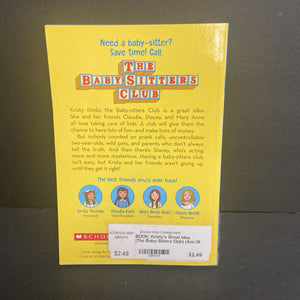 Need a baby-sitter?
Save time! Call
THE
BABY-SITTERS
CLUB
Kristy thinks the Baby-sitters Club is a great idea.
She and her friends Claudia, Stacey, and Mary Anne
all love taking care of kids. A club will give them the
chance to have lots of fun—and make tons of money.
But nobody counted on prank calls, uncontrollable
two-year-olds, wild pets, and parents who don't always
tell the truth. And then there's Stacey, who's acting
more and more mysterious. Having a baby-sitters club
isn't easy, but Kristy and her friends aren't giving up
until they get it right!
The best friends you'll ever have!
Kristy Thomas
President
Claudia Kishi
Vice-President
Mary Anne Spier
Secretary
Stacey McGill
Treasurer
SCHOLAS
BOOK: Kristy's Great Idea
(The Baby-Sitters Club) (Ann M.
$2.49
$2.49